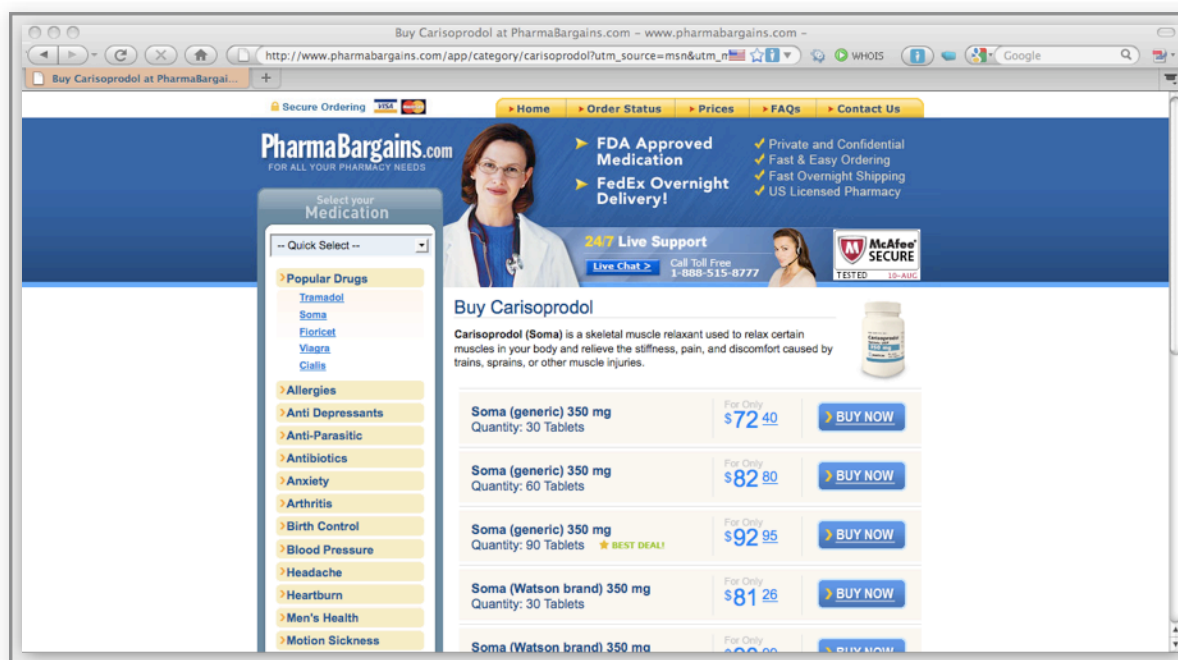 Buy Carisoprodol at PharmaBargains.com – www.pharmabargains.com –
http://www.pharmabargains.com/app/category/carisoprodol?utm_source=msn&utm_m
WHOIS
Google
Buy Carisoprodol at PharmaBargai...
Secure Ordering VISA
Home Order Status Prices FAQs Contact Us
PharmaBargains.com
FOR ALL YOUR PHARMACY NEEDS
FDA Approved
Medication
FedEx Overnight
Delivery!
Private and Confidential
Fast & Easy Ordering
Fast Overnight Shipping
US Licensed Pharmacy
24/7 Live Support
Live Chat >
Call Toll Free
1-888-515-8777
McAfee
SECURE
TESTED 10-AUG
Select your
Medication
-- Quick Select --
Popular Drugs
Tramadol
Soma
Fioricet
Viagra
Cialis
Allergies
Anti Depressants
Anti-Parasitic
Antibiotics
Anxiety
Arthritis
Birth Control
Blood Pressure
Headache
Heartburn
Men's Health
Motion Sickness
Buy Carisoprodol
Carisoprodol (Soma) is a skeletal muscle relaxant used to relax certain
muscles in your body and relieve the stiffness, pain, and discomfort caused by
trains, sprains, or other muscle injuries.
Carisoprodol
Soma (generic) 350 mg
Quantity: 30 Tablets
For Only
$72 40
BUY NOW
Soma (generic) 350 mg
Quantity: 60 Tablets
For Only
$82 80
BUY NOW
Soma (generic) 350 mg
Quantity: 90 Tablets BEST DEAL!
For Only
$92 95
BUY NOW
Soma (Watson brand) 350 mg
Quantity: 30 Tablets
For Only
$81 26
BUY NOW
Soma (Watson brand) 350 mg
For Only
BUY NOW